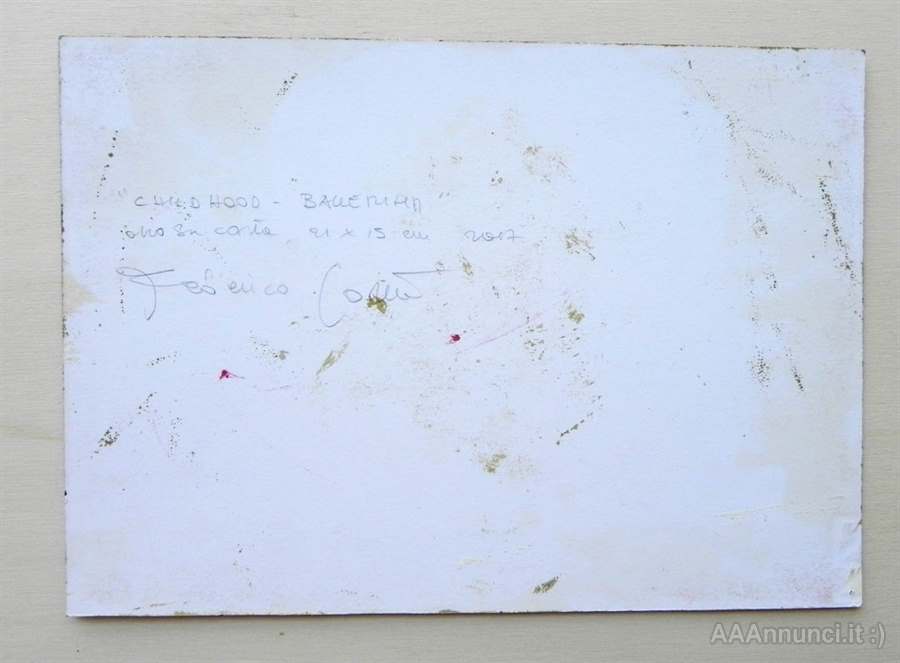 "CHILDHOOD - BALLERINA"
olio su carta 21 x 15 cm 2017
Federico
AAAnnunci.it :)